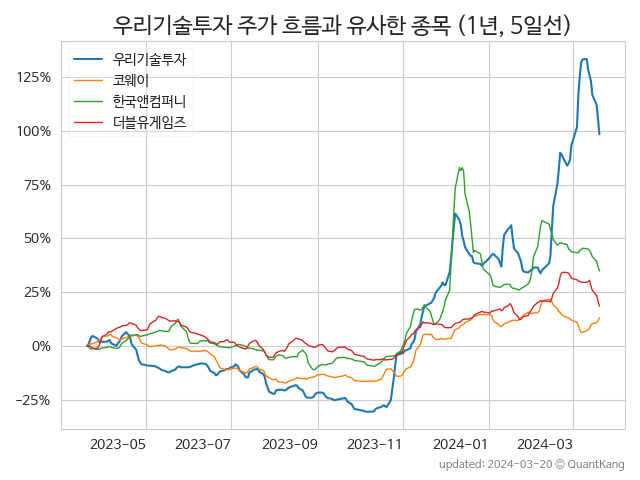 우리기술투자 주가 흐름과 유사한 종목 (1년, 5일선)
우리기술투자
코웨이
한국앤컴퍼니
더블유게임즈
125%
100%
75%
50%
25%
0%
−25%
2023-05 2023-07 2023-09 2023-11 2024-01 2024-03
updated: 2024-03-20 © QuantKang